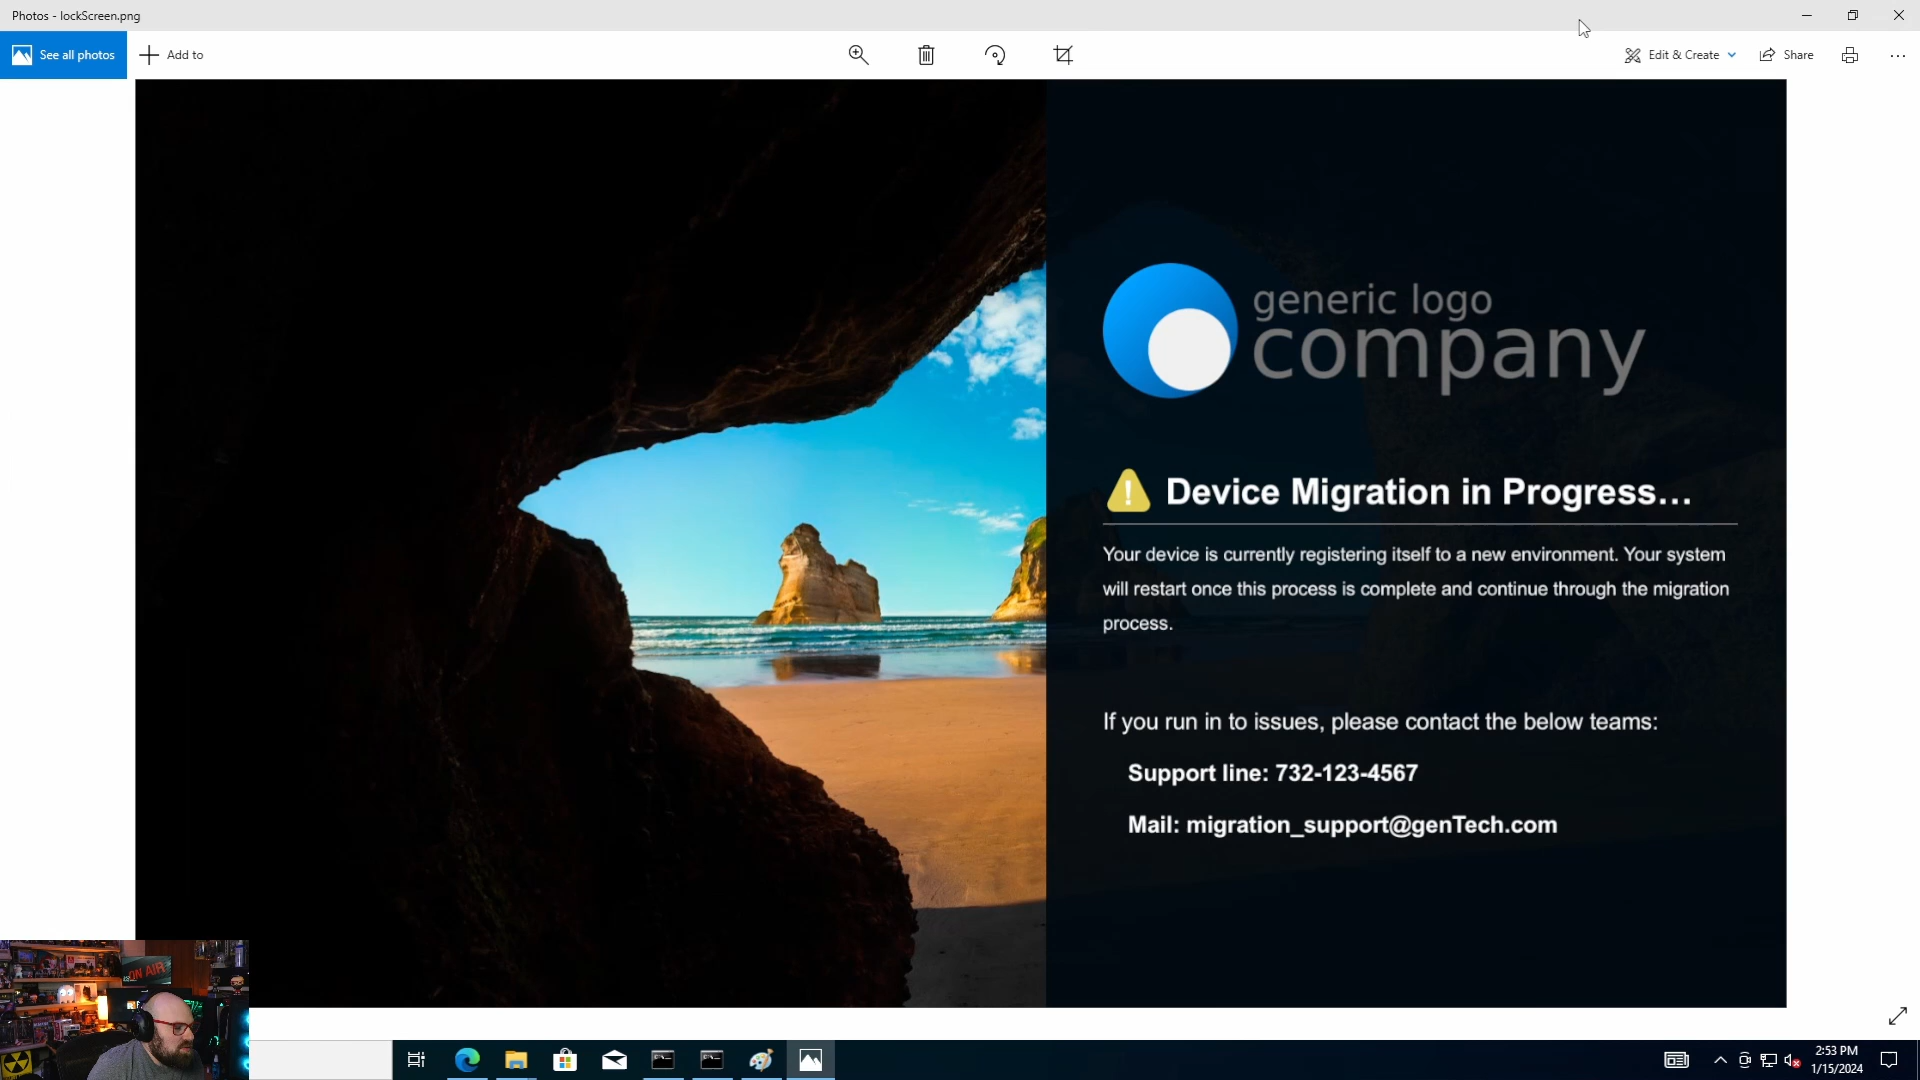 Photos - lockScreen.png
See all photos
Add to
Edit & Create
Share
generic logo
company
Device Migration in Progress...
Your device is currently registering itself to a new environment. Your system
will restart once this process is complete and continue through the migration
process.
If you run in to issues, please contact the below teams:
Support line: 732-123-4567
Mail: migration_support@genTech.com
ON AIR
2:53 PM
1/15/2024